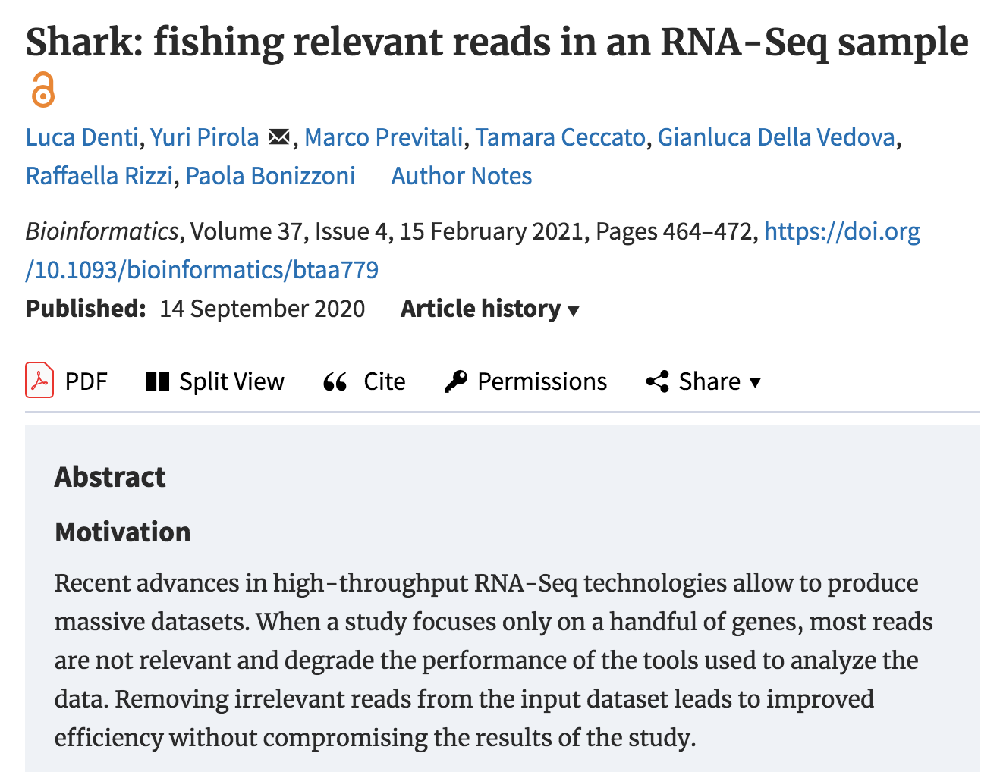 Shark: fishing relevant reads in an RNA-Seq sample
Luca Denti, Yuri Pirola, Marco Previtali, Tamara Ceccato, Gianluca Della Vedova,
Raffaella Rizzi, Paola Bonizzoni Author Notes
Bioinformatics, Volume 37, Issue 4, 15 February 2021, Pages 464–472, https://doi.org
/10.1093/bioinformatics/btaa779
Published: 14 September 2020 Article history ▼
PDF Split View Cite Permissions Share ▼
Abstract
Motivation
Recent advances in high-throughput RNA-Seq technologies allow to produce
massive datasets. When a study focuses only on a handful of genes, most reads
are not relevant and degrade the performance of the tools used to analyze the
data. Removing irrelevant reads from the input dataset leads to improved
efficiency without compromising the results of the study.